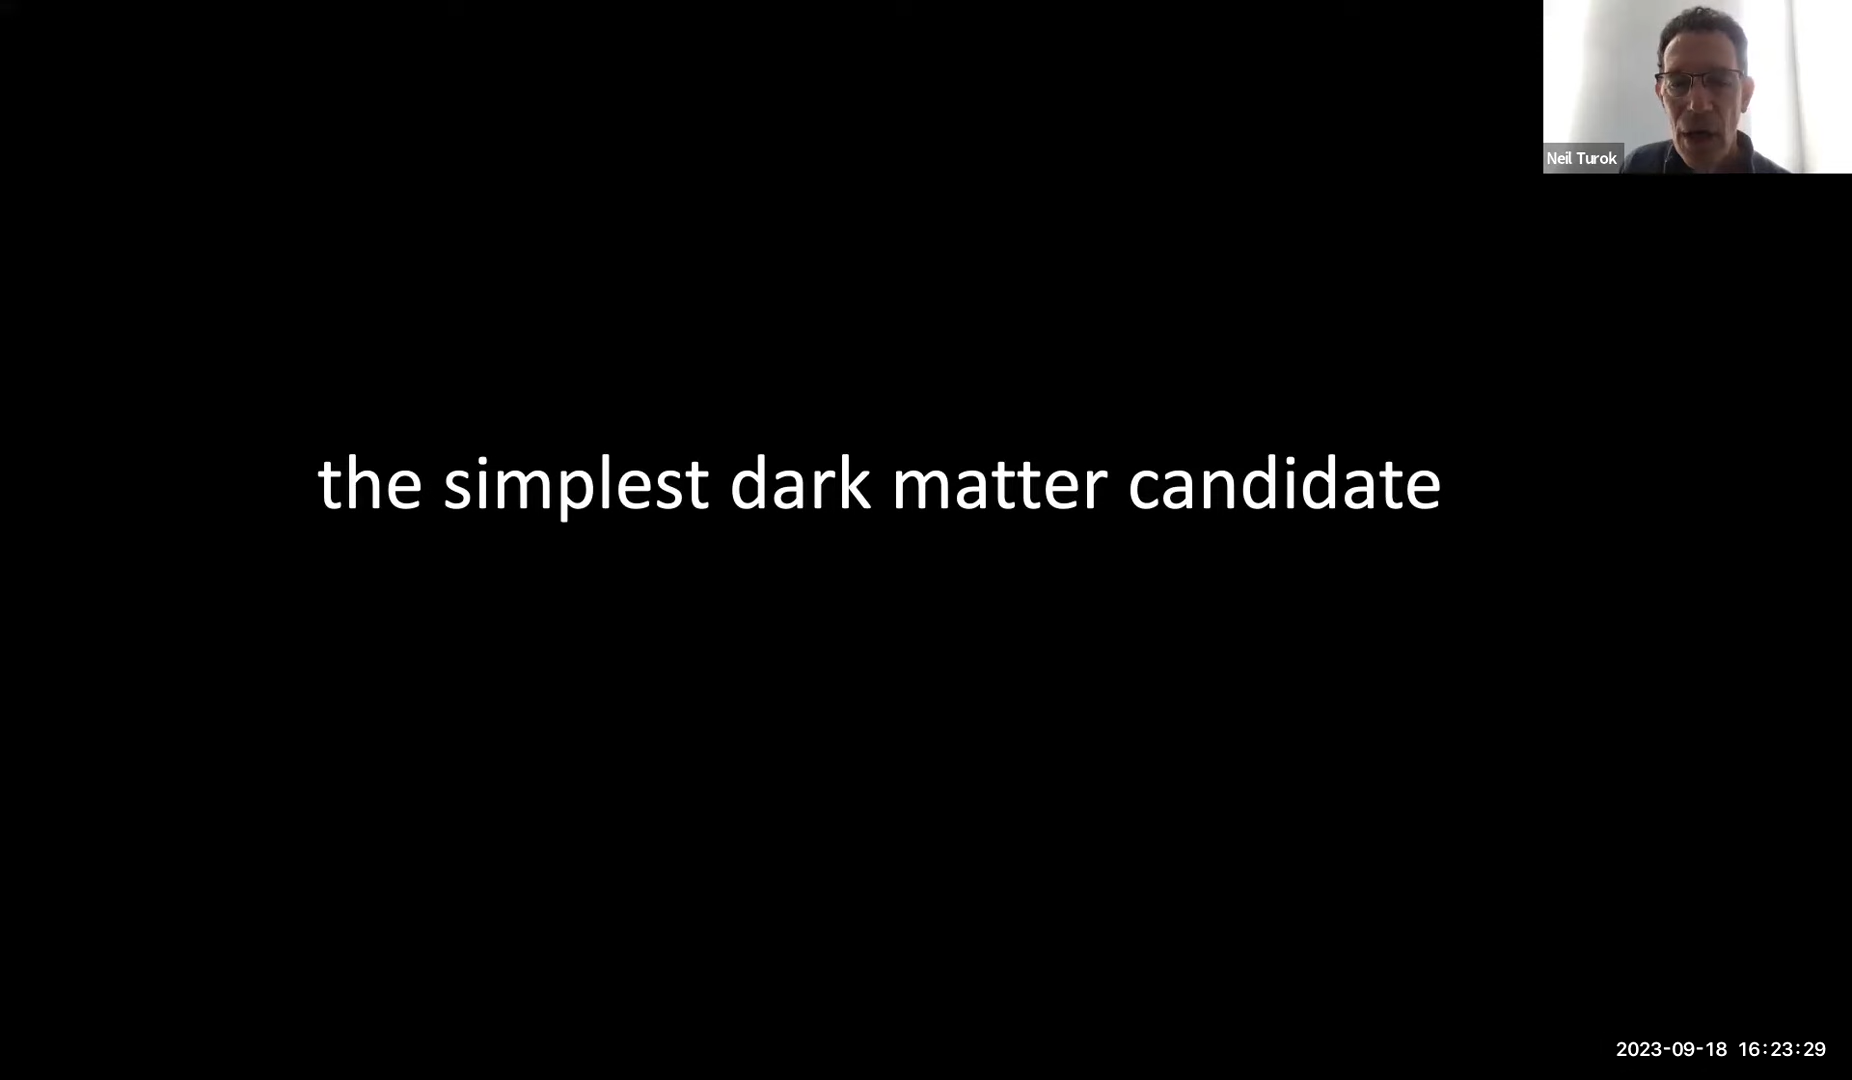 Neil Turok
the simplest dark matter candidate
2023-09-18 16:23:29